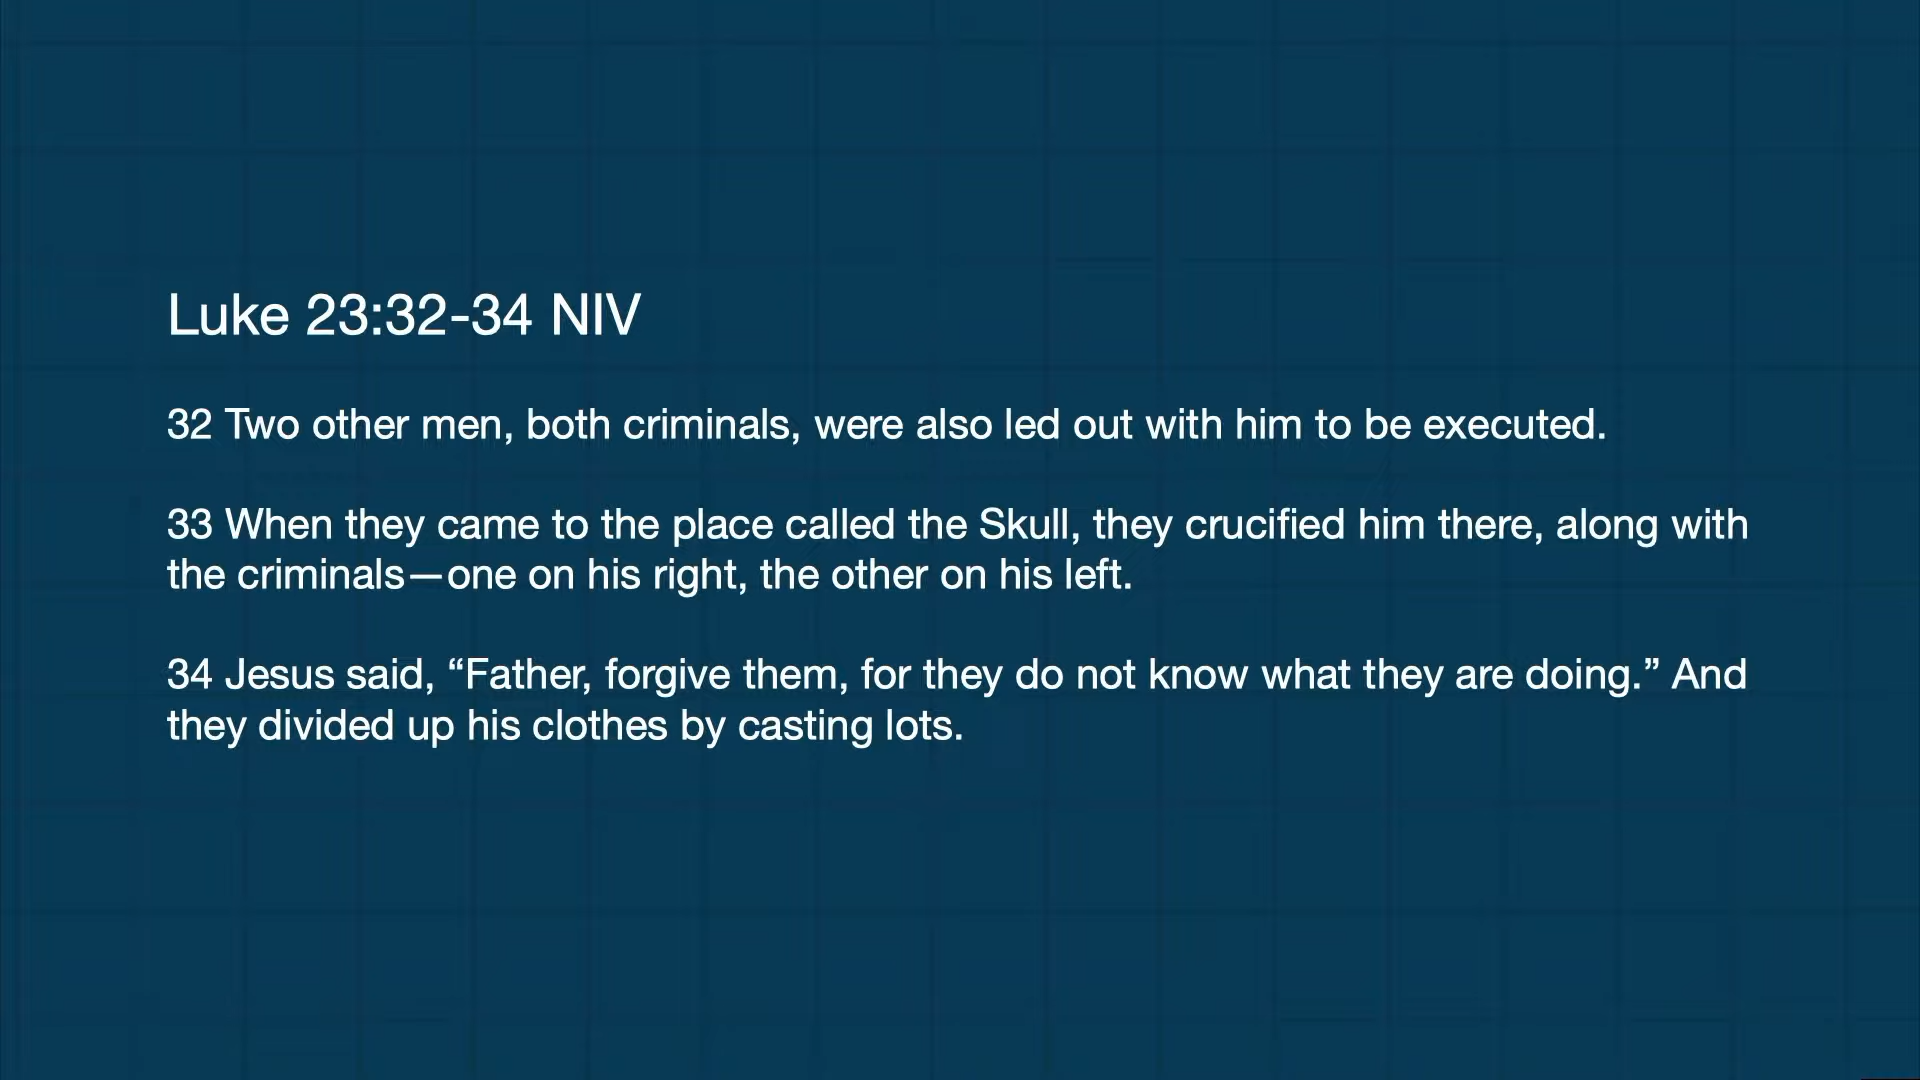 Luke 23:32-34 NIV
32 Two other men, both criminals, were also led out with him to be executed.
33 When they came to the place called the Skull, they crucified him there, along with
the criminals—one on his right, the other on his left.
34 Jesus said, “Father, forgive them, for they do not know what they are doing.” And
they divided up his clothes by casting lots.